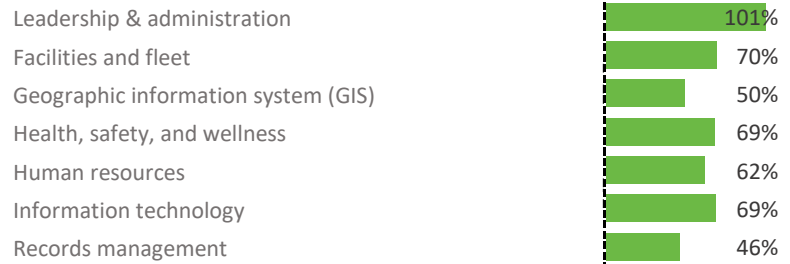 Leadership & administration 101%
Facilities and fleet 70%
Geographic information system (GIS) 50%
Health, safety, and wellness 69%
Human resources 62%
Information technology 69%
Records management 46%